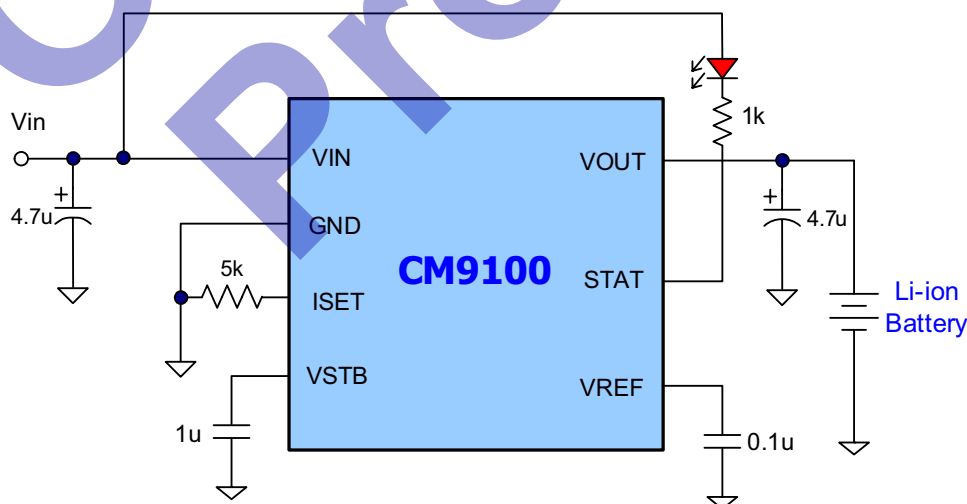 Vin
4.7u
+
VIN
GND
5k
ISET
VSTB
1u
CM9100
1k
VOUT
STAT
VREF
+
4.7u
0.1u
Li-ion
Battery
Pre